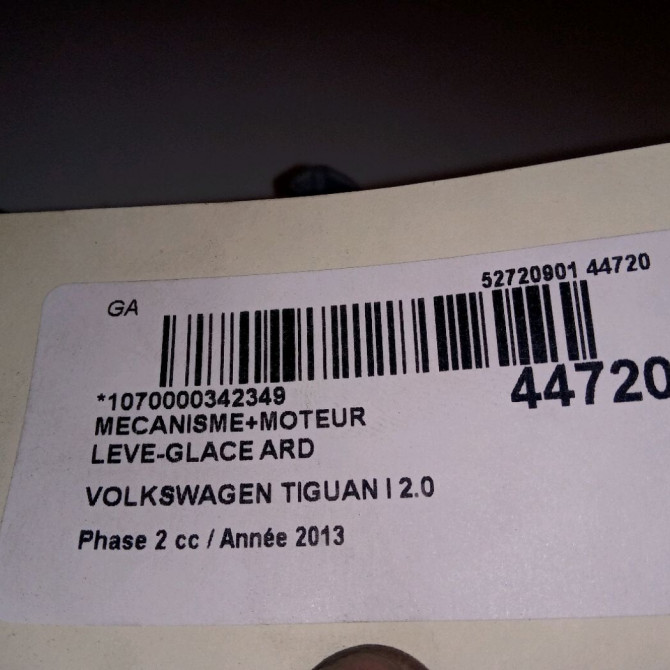 GA
52720901 44720
*1070000342349
44720
MECANISME+MOTEUR
LEVE-GLACE ARD
VOLKSWAGEN TIGUAN I 2.0
Phase 2 cc / Année 2013